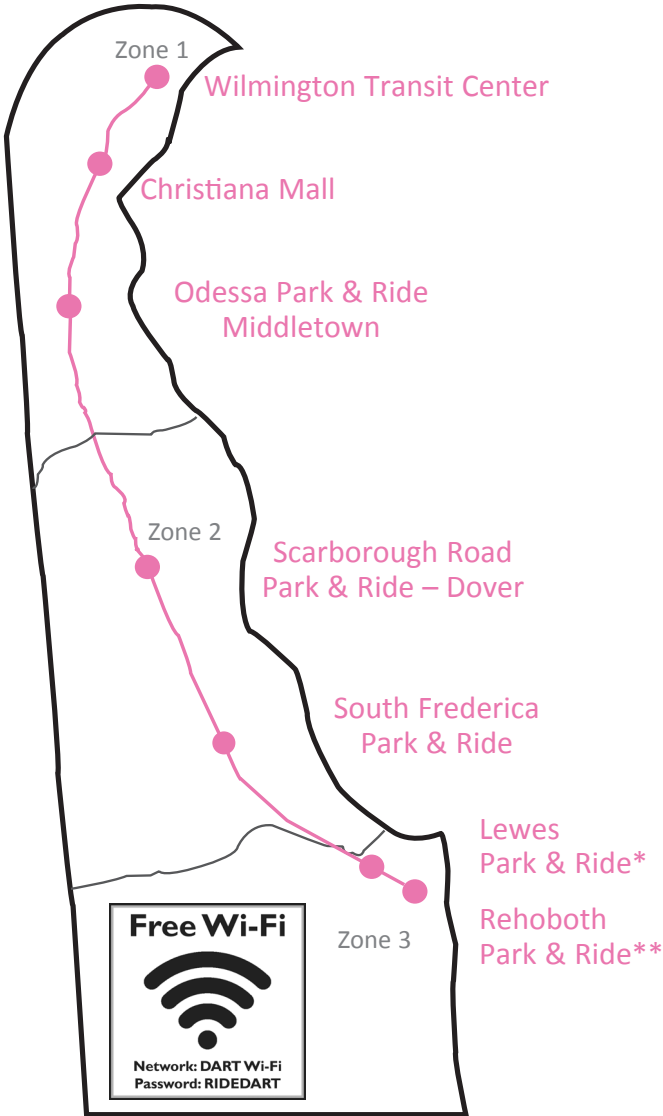 Zone 1
Wilmington Transit Center
Christiana Mall
Odessa Park & Ride
Middletown
Zone 2
Scarborough Road
Park & Ride – Dover
South Frederica
Park & Ride
Lewes
Park & Ride*
Rehoboth
Park & Ride**
Zone 3
Free Wi-Fi
Network: DART Wi-Fi
Password: RIDEDART